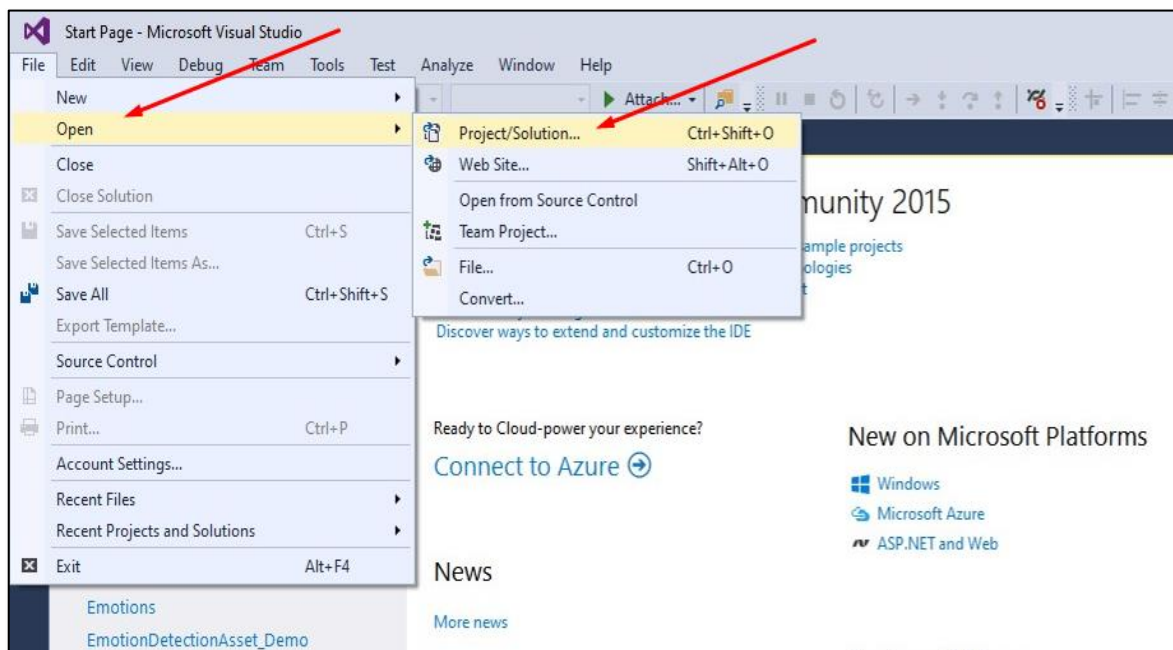 Start Page - Microsoft Visual Studio
File Edit View Debug Team Tools Test Analyze Window Help
New
Open
Close
Close Solution
Save Selected Items Ctrl+S
Save Selected Items As...
Save All Ctrl+Shift+S
Export Template...
Source Control
Page Setup...
Print... Ctrl+P
Account Settings...
Recent Files
Recent Projects and Solutions
Exit Alt+F4
Emotions
EmotionDetectionAsset_Demo
Attach...
Project/Solution... Ctrl+Shift+O
Web Site... Shift+Alt+O
Open from Source Control
Team Project...
File... Ctrl+O
Convert...
munity 2015
ample projects
ologies
Discover ways to extend and customize the IDE
Ready to Cloud-power your experience?
Connect to Azure
News
More news
New on Microsoft Platforms
Windows
Microsoft Azure
ASP.NET and Web